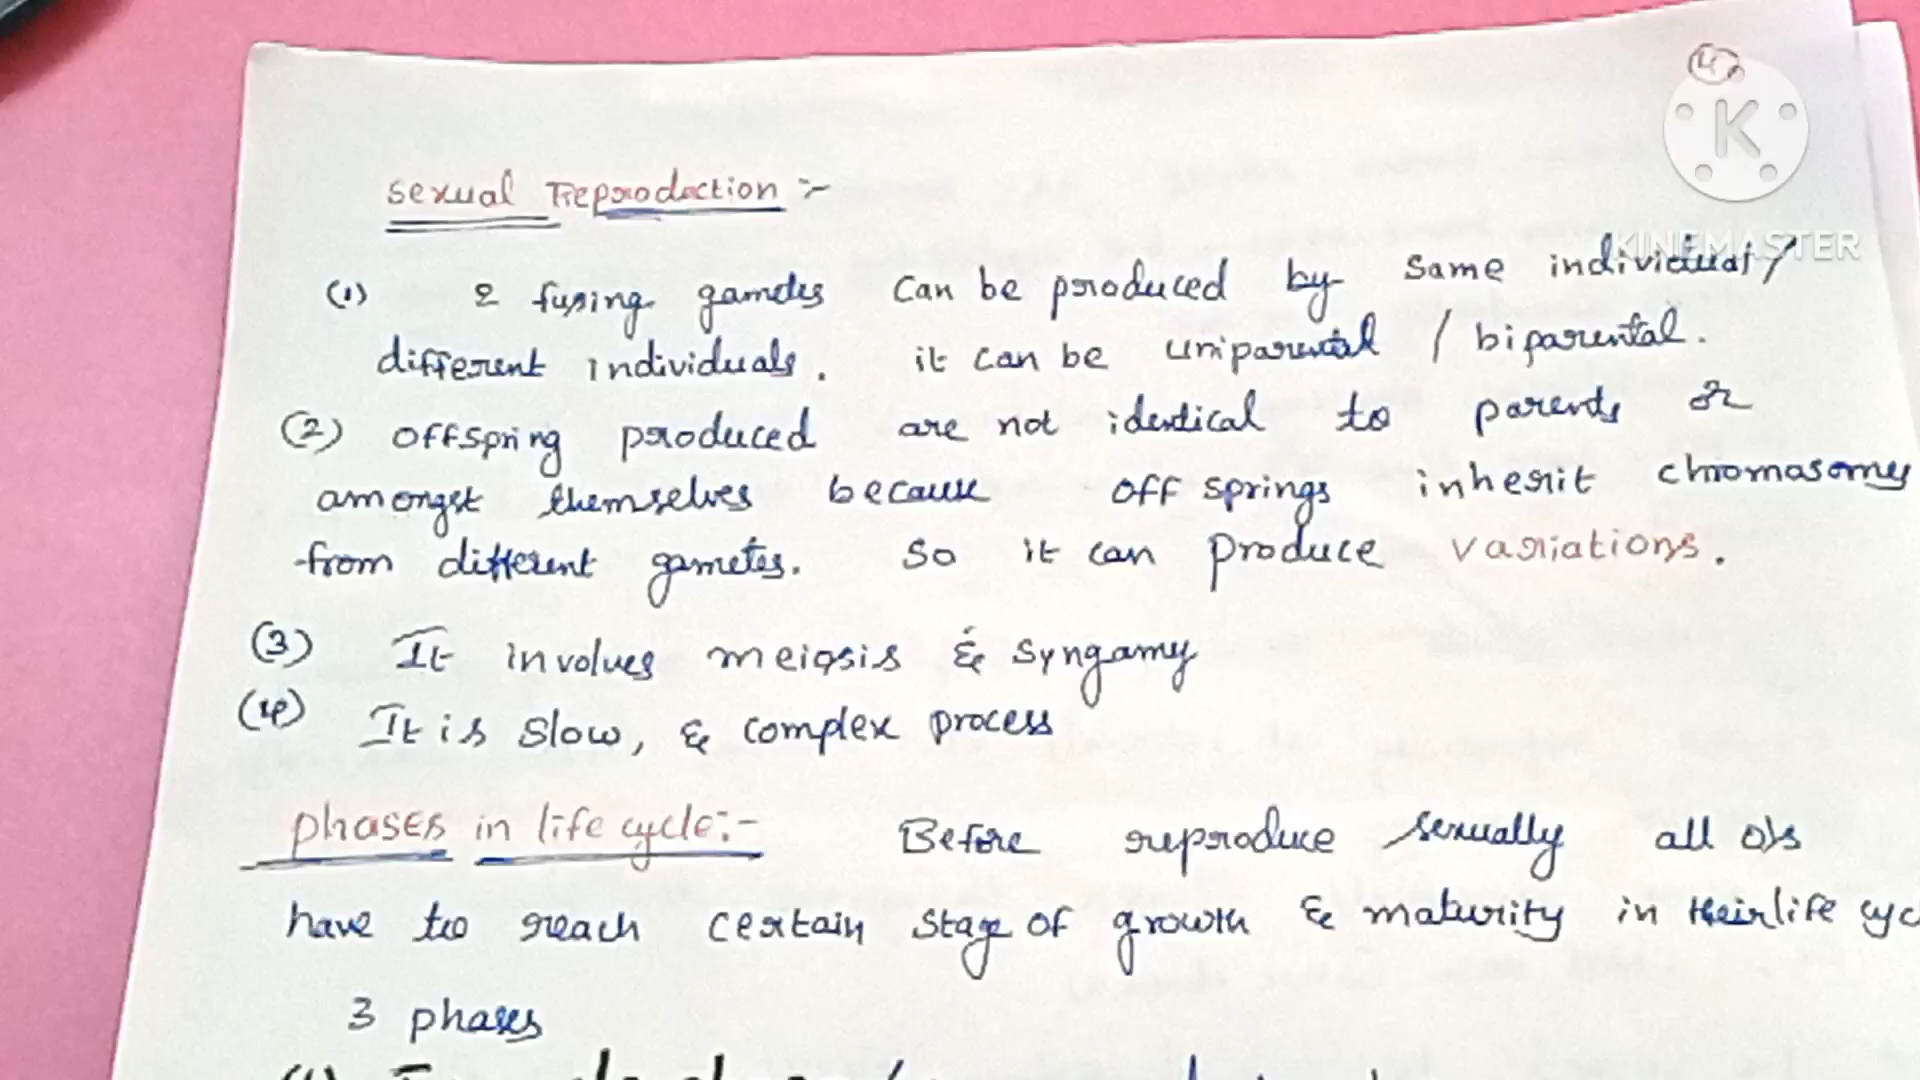 (4)
K
KINEMASTER
Sexual Reproduction :-
(1) 2 fusing gametes can be produced by same individual /
different individuals. it can be uniparental / biparental.
(2) Offspring produced are not identical to parents or
amongst themselves because off springs inherit chromasomes
from different gametes. So it can produce variations.
(3) It involves meiosis & Syngamy
(4) It is slow, & complex process
phases in life cycle:- Before reproduce sexually all o/s
have to reach certain stage of growth & maturity in their life cyc
3 phases